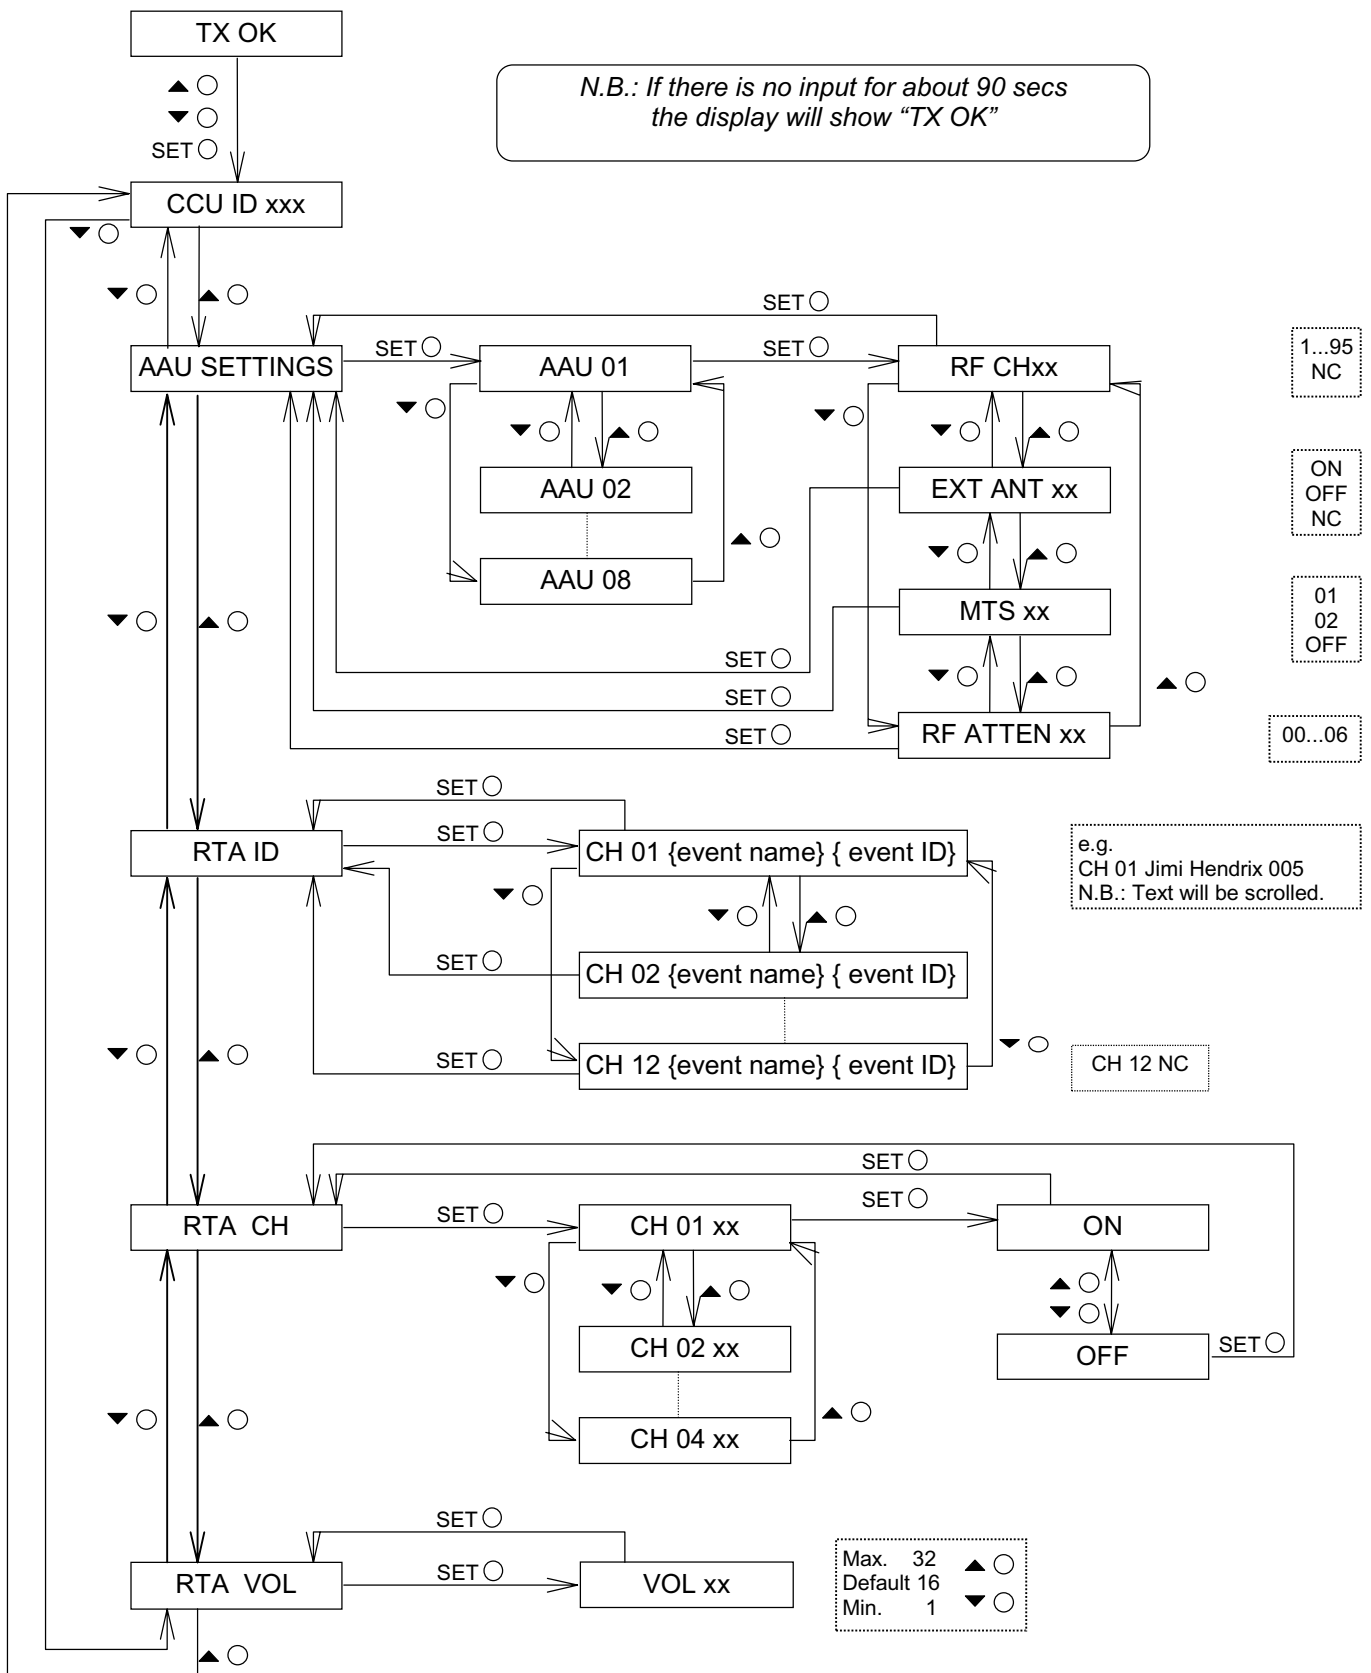 TX OK
N.B.: If there is no input for about 90 secs
the display will show “TX OK”
SET
CCU ID xxx
SET
AAU SETTINGS
SET
AAU 01
SET
RF CHxx
1...95
NC
AAU 02
EXT ANT xx
ON
OFF
NC
AAU 08
MTS xx
01
02
OFF
SET
SET
SET
RF ATTEN xx
00...06
SET
RTA ID
SET
CH 01 {event name} { event ID}
e.g.
CH 01 Jimi Hendrix 005
N.B.: Text will be scrolled.
SET
CH 02 {event name} { event ID}
SET
CH 12 {event name} { event ID}
CH 12 NC
SET
RTA CH
SET
CH 01 xx
SET
ON
CH 02 xx
OFF
SET
CH 04 xx
SET
RTA VOL
SET
VOL xx
Max. 32
Default 16
Min. 1